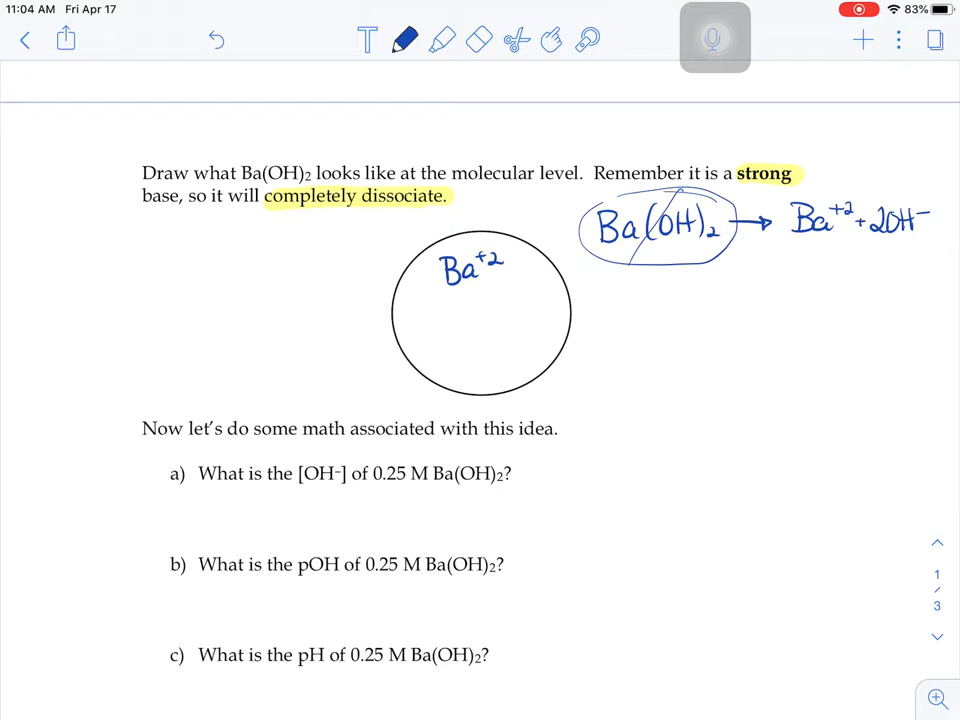 11:04 AM Fri Apr 17
83%
T
Draw what Ba(OH)₂ looks like at the molecular level. Remember it is a strong
base, so it will completely dissociate.
Ba(OH)₂ → Ba⁺² + 2OH⁻
Ba⁺²
Now let's do some math associated with this idea.
a) What is the [OH⁻] of 0.25 M Ba(OH)₂?
b) What is the pOH of 0.25 M Ba(OH)₂?
c) What is the pH of 0.25 M Ba(OH)₂?
1
/
3